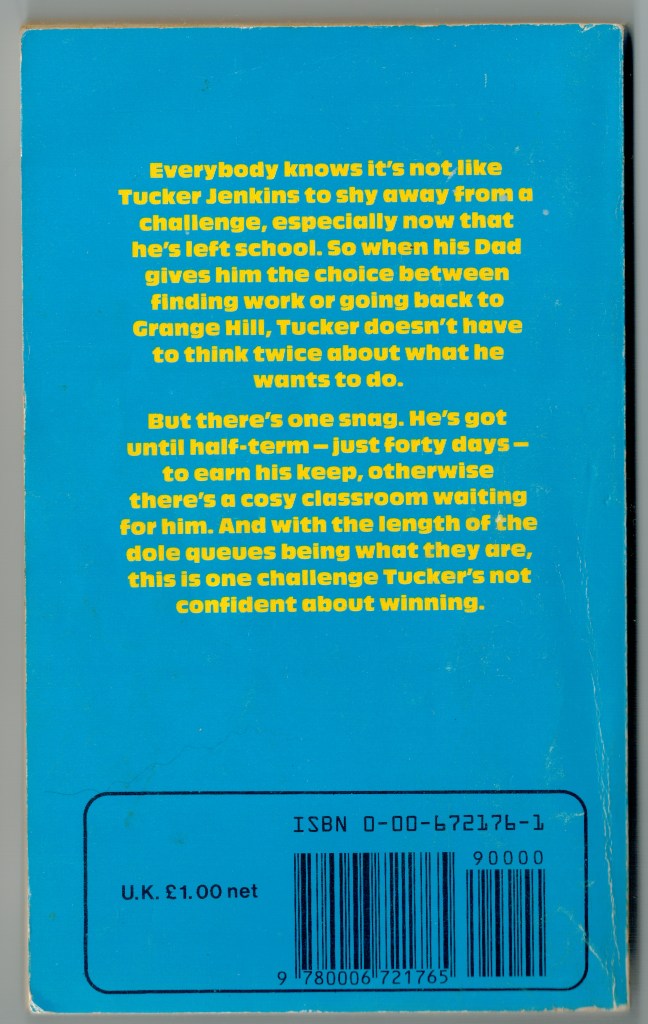 Everybody knows it's not like
Tucker Jenkins to shy away from a
challenge, especially now that
he's left school. So when his Dad
gives him the choice between
finding work or going back to
Grange Hill, Tucker doesn't have
to think twice about what he
wants to do.
But there's one snag. He's got
until half-term – just forty days –
to earn his keep, otherwise
there's a cosy classroom waiting
for him. And with the length of the
dole queues being what they are,
this is one challenge Tucker's not
confident about winning.
ISBN 0-00-672176-1
90000
U.K. £1.00 net
9 780006 721765